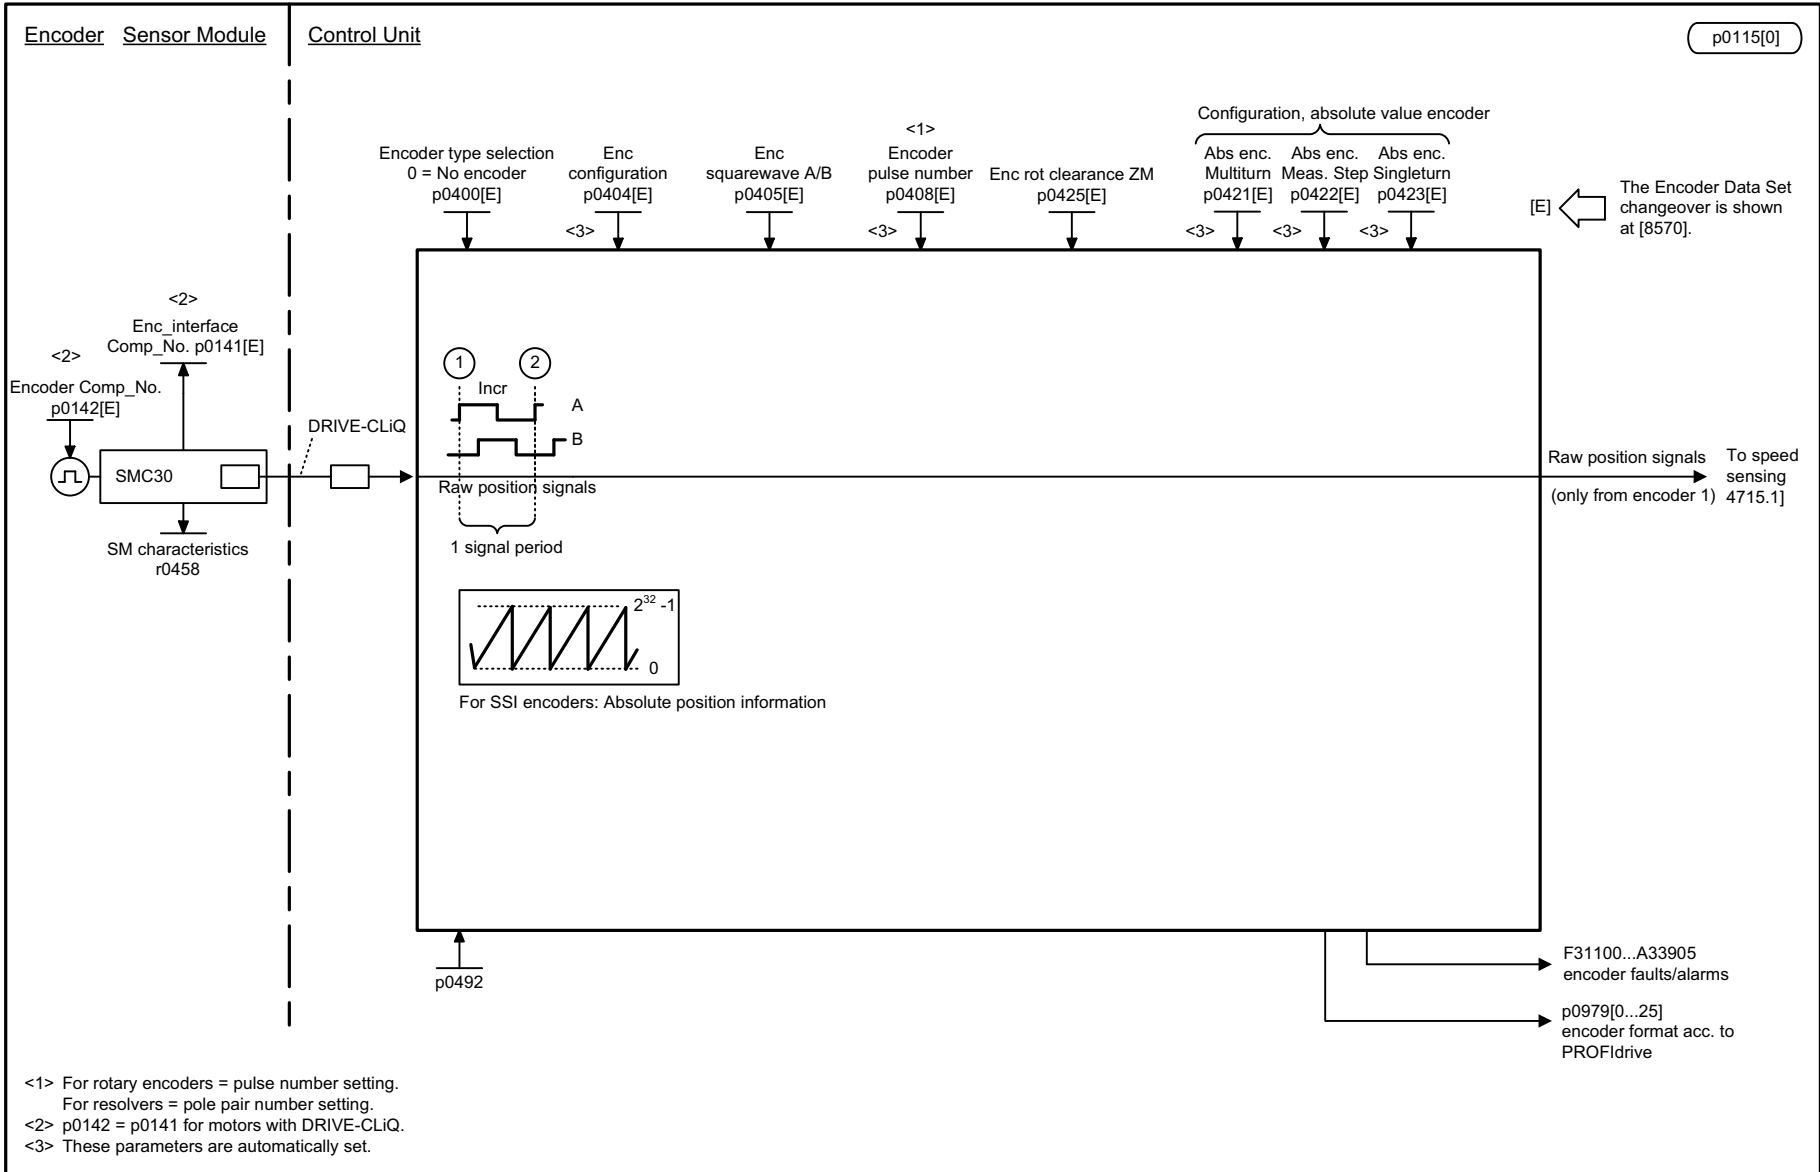 Encoder Sensor Module Control Unit
p0115[0]
Configuration, absolute value encoder
<1>
Encoder type selection
0 = No encoder
p0400[E]
Enc
configuration
p0404[E]
Enc
squarewave A/B
p0405[E]
Encoder
pulse number
p0408[E]
Enc rot clearance ZM
p0425[E]
Abs enc.
Multiturn
p0421[E]
Abs enc.
Meas. Step
p0422[E]
Abs enc.
Singleturn
p0423[E]
[E]
The Encoder Data Set
changeover is shown
at [8570].
<3> <3> <3> <3> <3>
<2>
Enc_interface
Comp_No. p0141[E]
<2>
Encoder Comp_No.
p0142[E]
SMC30
SM characteristics
r0458
DRIVE-CLiQ
1 2
Incr
A
B
Raw position signals
1 signal period
2³² -1
0
For SSI encoders: Absolute position information
Raw position signals
(only from encoder 1)
To speed
sensing
4715.1]
p0492
F31100...A33905
encoder faults/alarms
p0979[0...25]
encoder format acc. to
PROFIdrive
<1> For rotary encoders = pulse number setting.
For resolvers = pole pair number setting.
<2> p0142 = p0141 for motors with DRIVE-CLiQ.
<3> These parameters are automatically set.